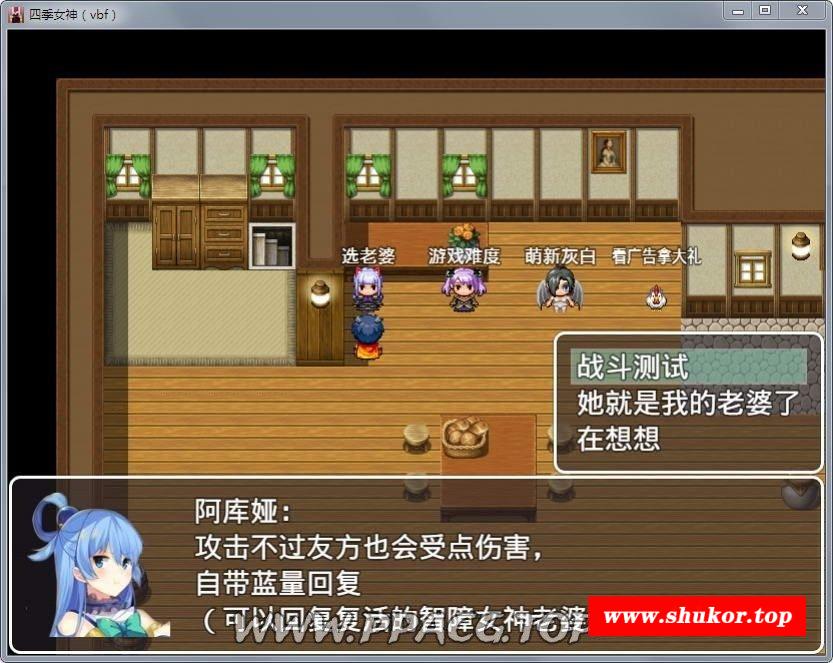 四季女神（vbf）
选老婆
游戏难度
萌新灰白
看广告拿大礼
战斗测试
她就是我的老婆了
在想想
阿库娅：
攻击不过友方也会受点伤害，
自带蓝量回复
（可以回复复活的智障女神老婆
www.shukor.top
WWW.PPACG.TOP